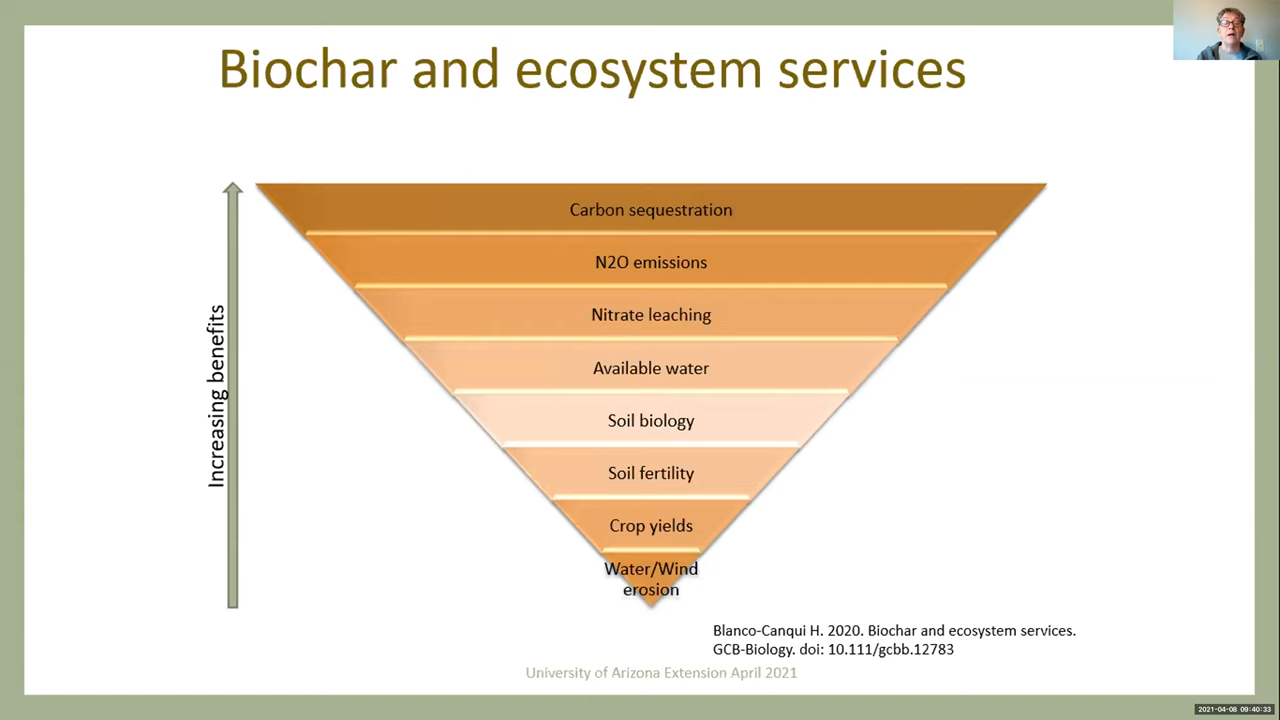 Biochar and ecosystem services
Increasing benefits
Carbon sequestration
N2O emissions
Nitrate leaching
Available water
Soil biology
Soil fertility
Crop yields
Water/Wind
erosion
Blanco-Canqui H. 2020. Biochar and ecosystem services.
GCB-Biology. doi: 10.111/gcbb.12783
University of Arizona Extension April 2021
2021-04-08 09:40:33